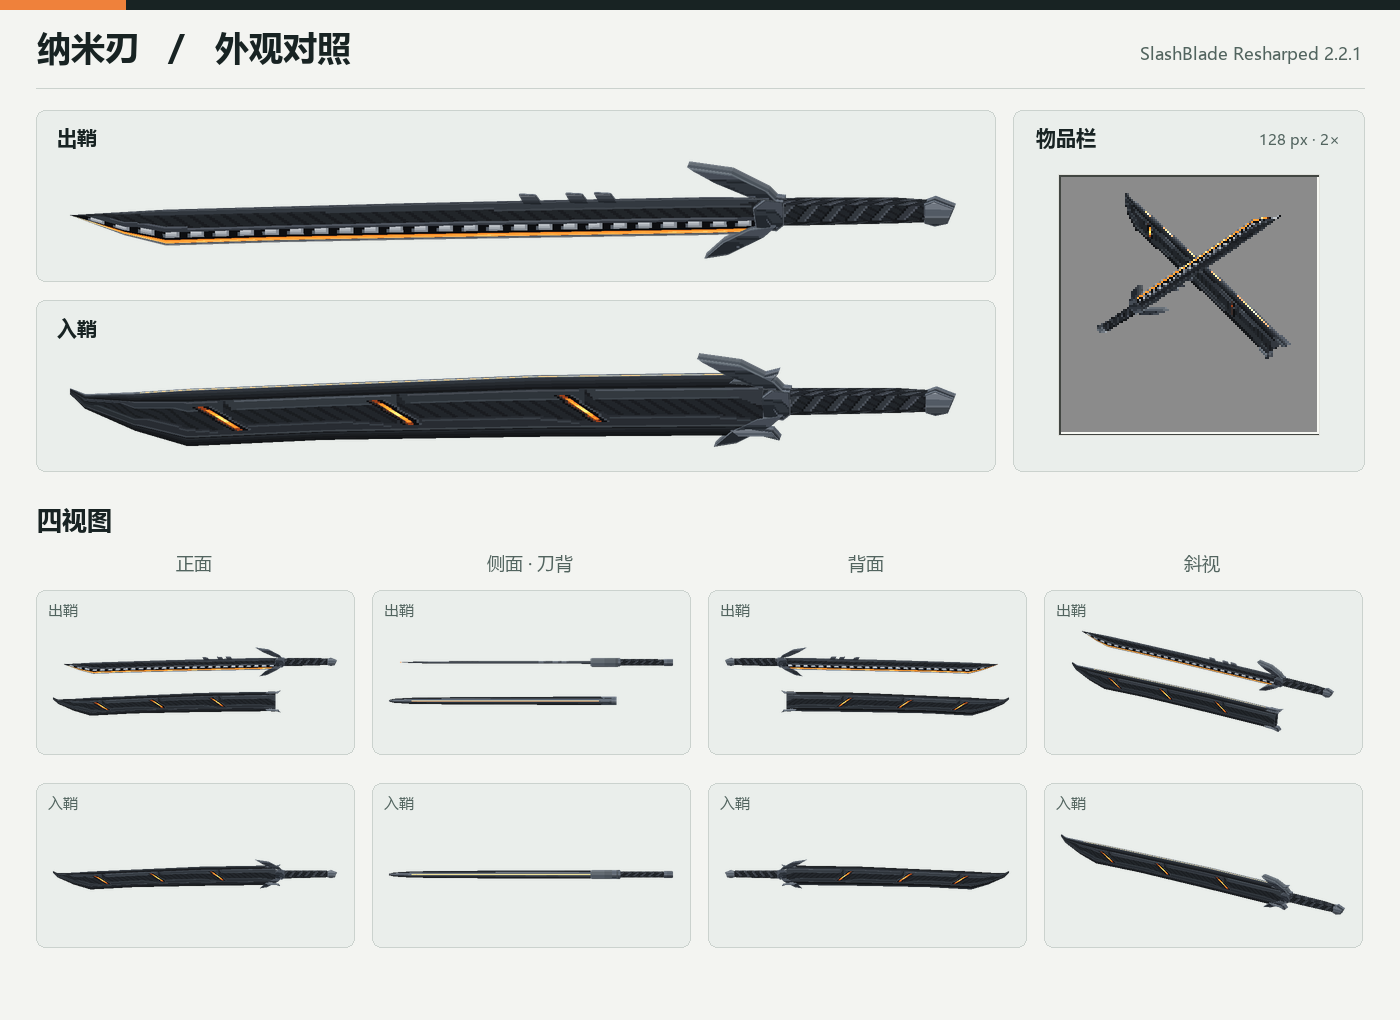 纳米刃 / 外观对照
SlashBlade Resharped 2.2.1
出鞘
物品栏
128 px · 2×
入鞘
四视图
正面
侧面 · 刀背
背面
斜视
出鞘
出鞘
出鞘
出鞘
入鞘
入鞘
入鞘
入鞘